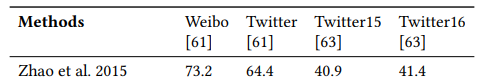 Methods Weibo Twitter Twitter15 Twitter16
[61] [61] [63] [63]
Zhao et al. 2015 73.2 64.4 40.9 41.4